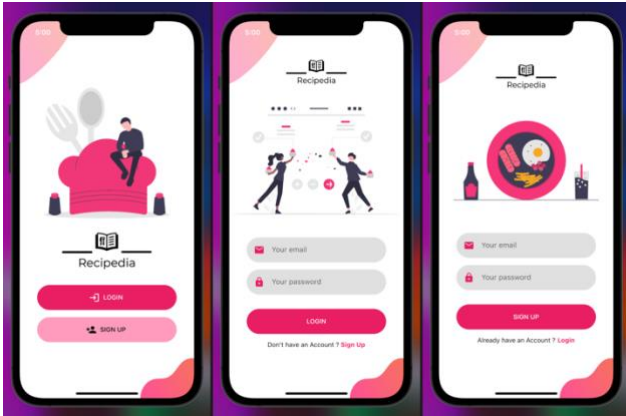 5:00
Recipedia
LOGIN
SIGN UP
5:00
Recipedia
Your email
Your password
LOGIN
Don't have an Account ? Sign Up
5:00
Recipedia
Your email
Your password
SIGN UP
Already have an Account ? Login